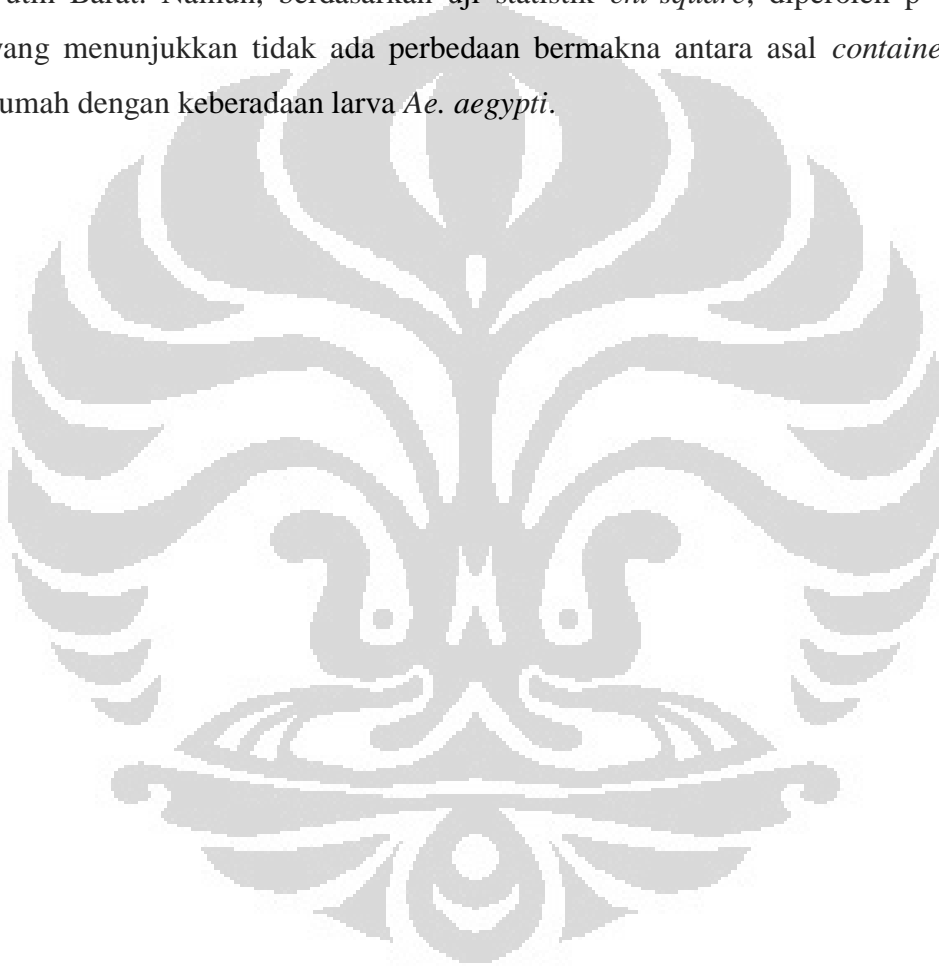 utih Barat. Namun, berdasarkan uji statistik chi-square, diperoleh p
yang menunjukkan tidak ada perbedaan bermakna antara asal container
umah dengan keberadaan larva Ae. aegypti.